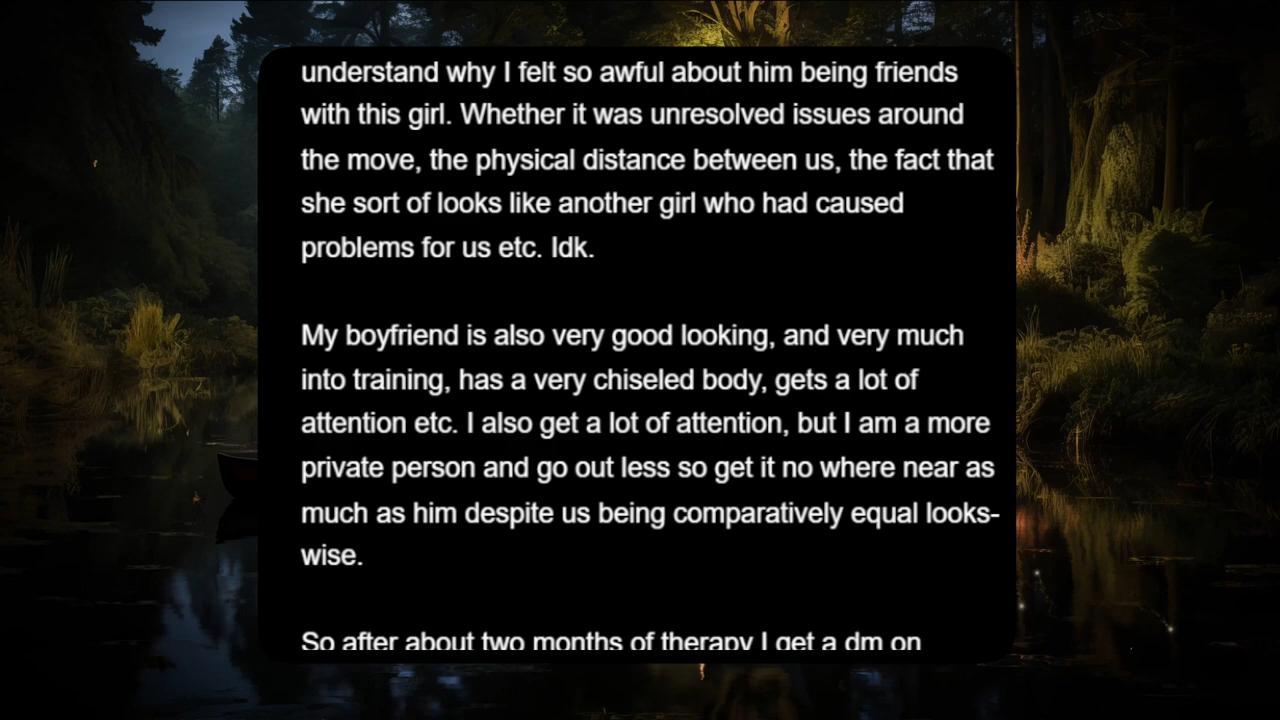 understand why I felt so awful about him being friends
with this girl. Whether it was unresolved issues around
the move, the physical distance between us, the fact that
she sort of looks like another girl who had caused
problems for us etc. Idk.
My boyfriend is also very good looking, and very much
into training, has a very chiseled body, gets a lot of
attention etc. I also get a lot of attention, but I am a more
private person and go out less so get it no where near as
much as him despite us being comparatively equal looks-
wise.
So after about two months of therapy I get a dm on